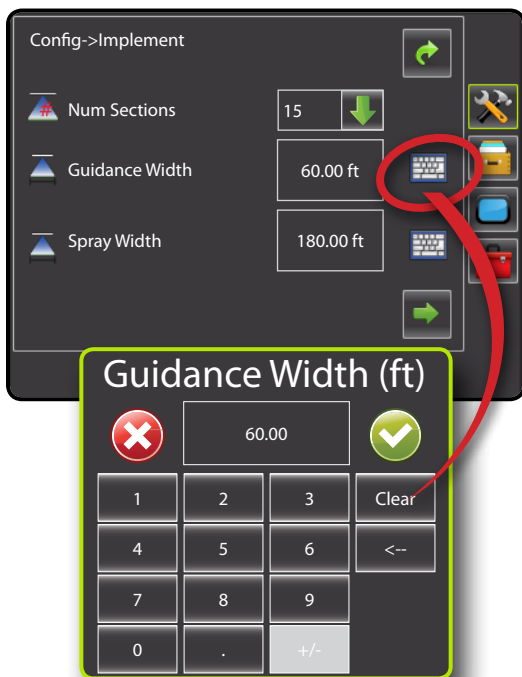 Config->Implement
Num Sections 15
Guidance Width 60.00 ft
Spray Width 180.00 ft
Guidance Width (ft)
60.00
1 2 3 Clear
4 5 6 <--
7 8 9
0 . +/-